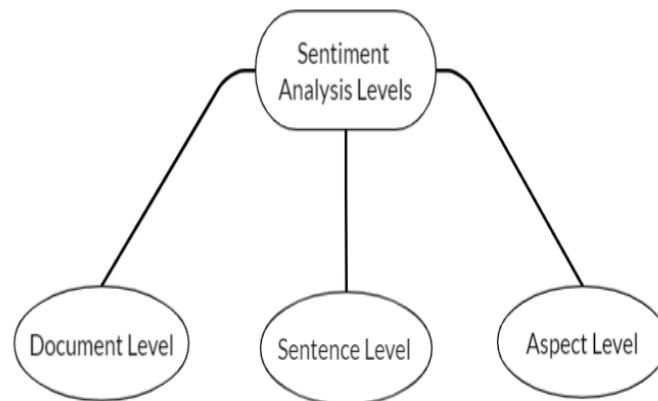 Sentiment
Analysis Levels
Document Level
Sentence Level
Aspect Level